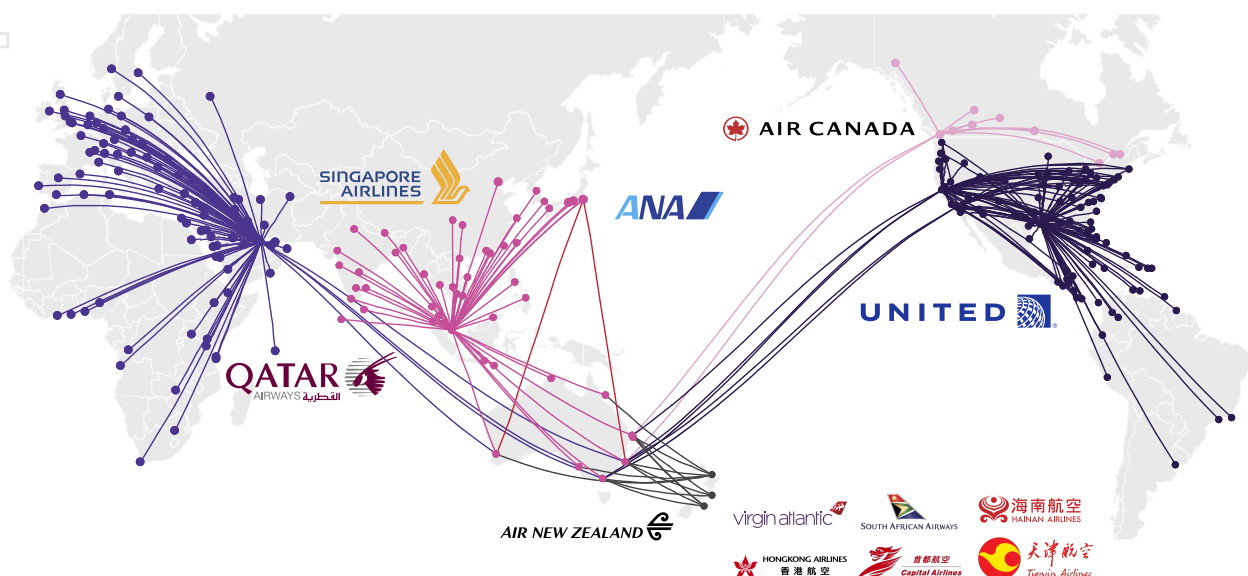 SINGAPORE
AIRLINES
ANA
AIR CANADA
UNITED
QATAR
AIRWAYS القطرية
AIR NEW ZEALAND
virgin atlantic
SOUTH AFRICAN AIRWAYS
海南航空
HAINAN AIRLINES
HONGKONG AIRLINES
香港航空
首都航空
Capital Airlines
天津航空
Tianjin Airlines